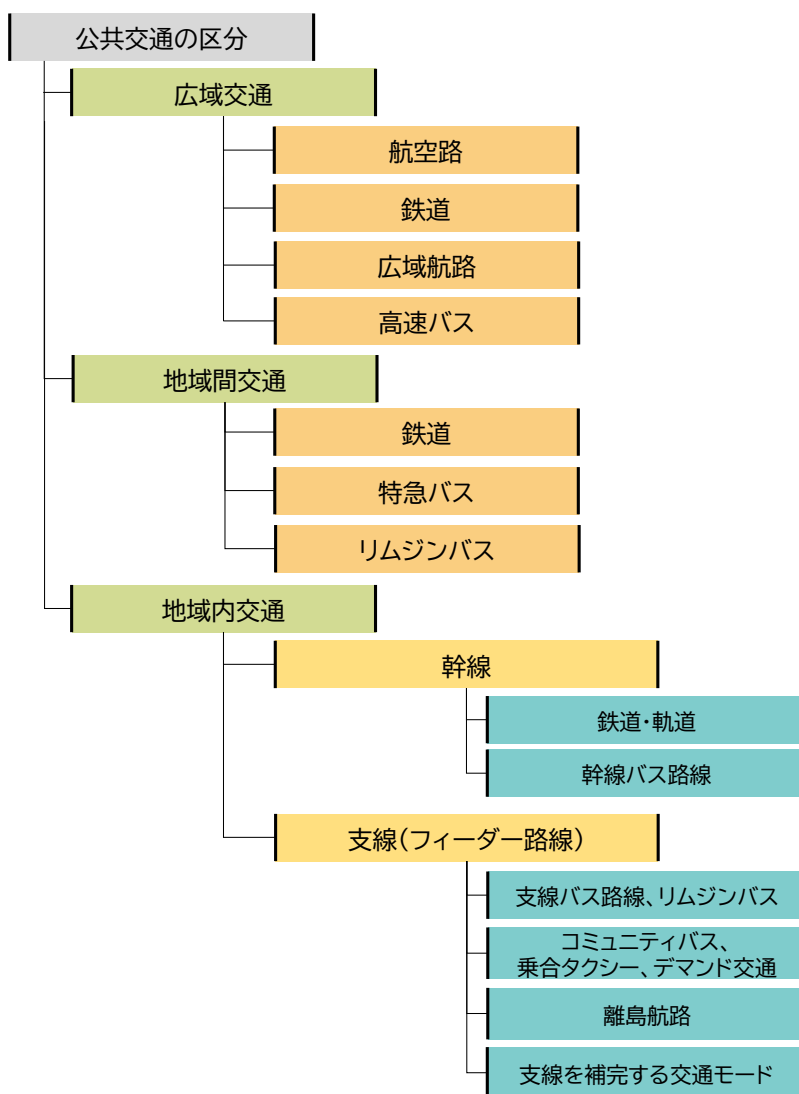 公共交通の区分
広域交通
航空路
鉄道
広域航路
高速バス
地域間交通
鉄道
特急バス
リムジンバス
地域内交通
幹線
鉄道・軌道
幹線バス路線
支線(フィーダー路線)
支線バス路線、リムジンバス
コミュニティバス、
乗合タクシー、デマンド交通
離島航路
支線を補完する交通モード